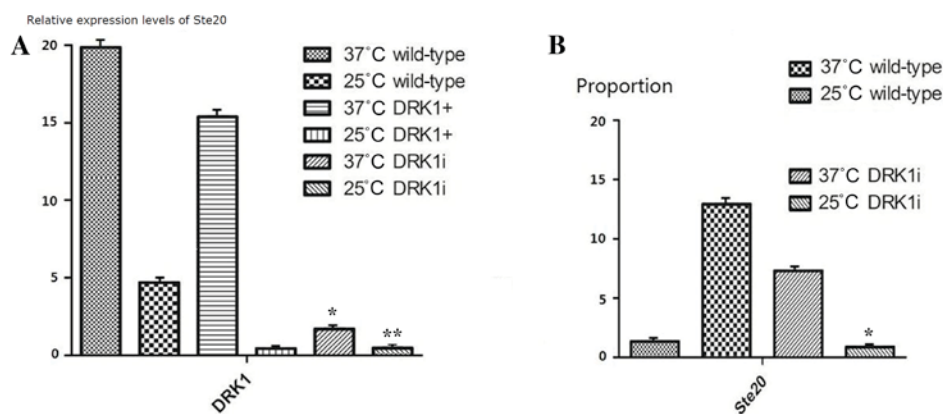 Relative expression levels of Ste20
A
20
15
10
5
0
37°C wild-type
25°C wild-type
37°C DRK1+
25°C DRK1+
37°C DRK1i
25°C DRK1i
*
**
DRK1
B
37°C wild-type
25°C wild-type
Proportion
20
15
10
5
0
37°C DRK1i
25°C DRK1i
*
Ste20